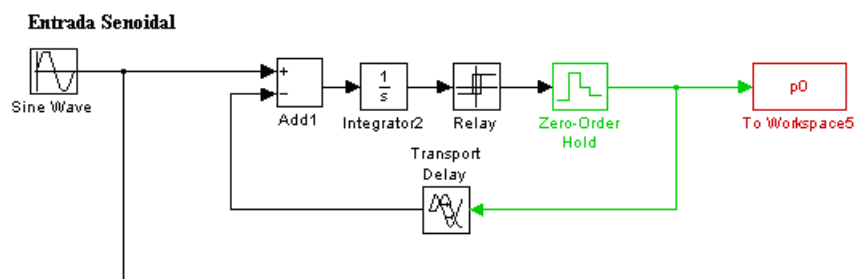 Entrada Senoidal
Sine Wave
+
−
Add1
1
s
Integrator2
Relay
Zero-Order
Hold
p0
To Workspace5
Transport
Delay